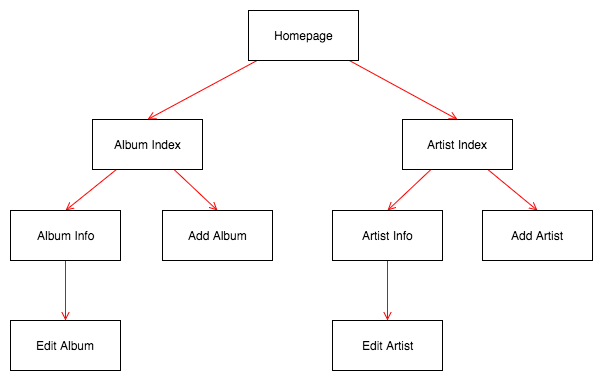 Homepage
Album Index
Artist Index
Album Info
Add Album
Artist Info
Add Artist
Edit Album
Edit Artist